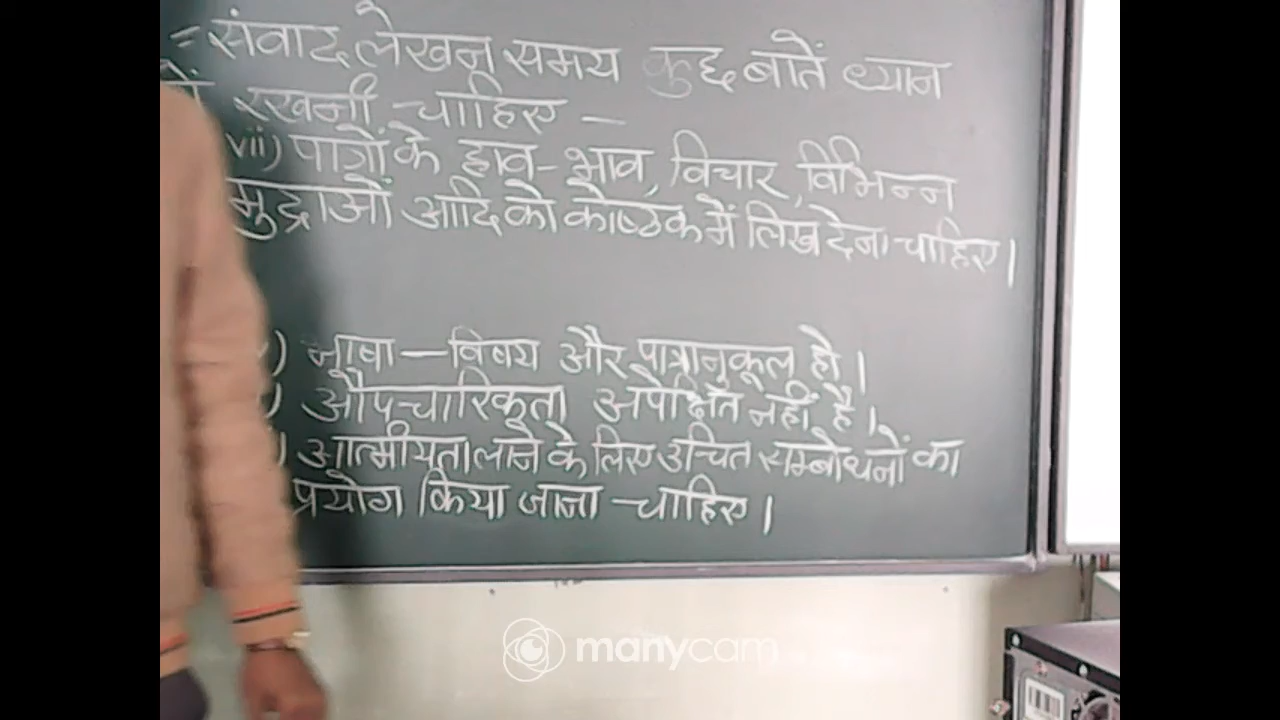 = संवाद लेखन समय कुछ बातें ध्यान
में रखनी चाहिए —
vii) पात्रों के हाव-भाव, विचार, विभिन्न
मुद्राओं आदि को कोष्ठक में लिख देना चाहिए।
) भाषा — विषय और पात्रानुकूल हो।
) औपचारिकता अपेक्षित नहीं है।
) आत्मीयता लाने के लिए उचित सम्बोधनों का
प्रयोग किया जाना चाहिए।
manycam